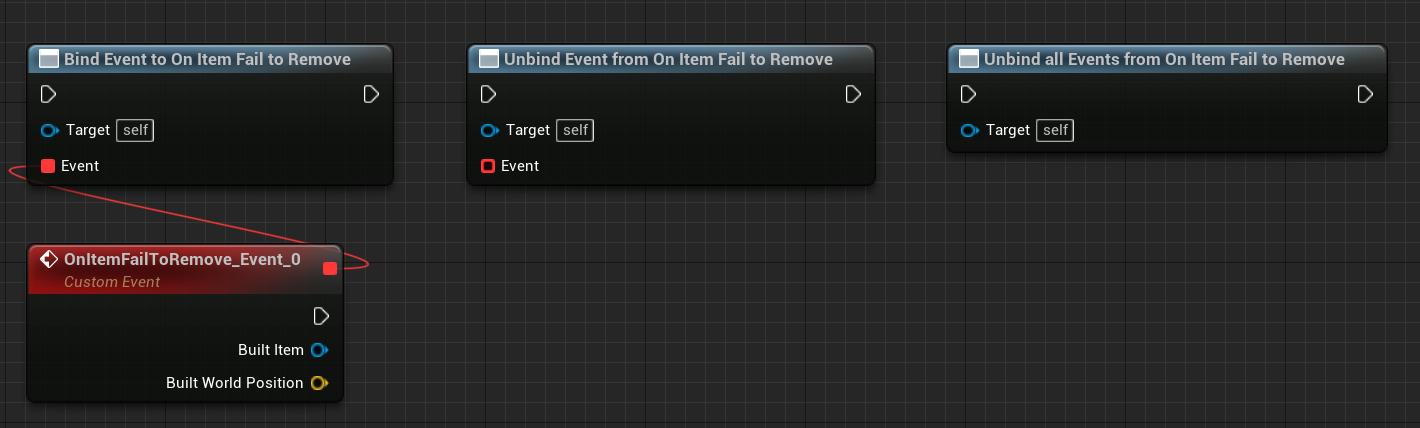 Bind Event to On Item Fail to Remove
Target self
Event
Unbind Event from On Item Fail to Remove
Target self
Event
Unbind all Events from On Item Fail to Remove
Target self
OnItemFailToRemove_Event_0
Custom Event
Built Item
Built World Position